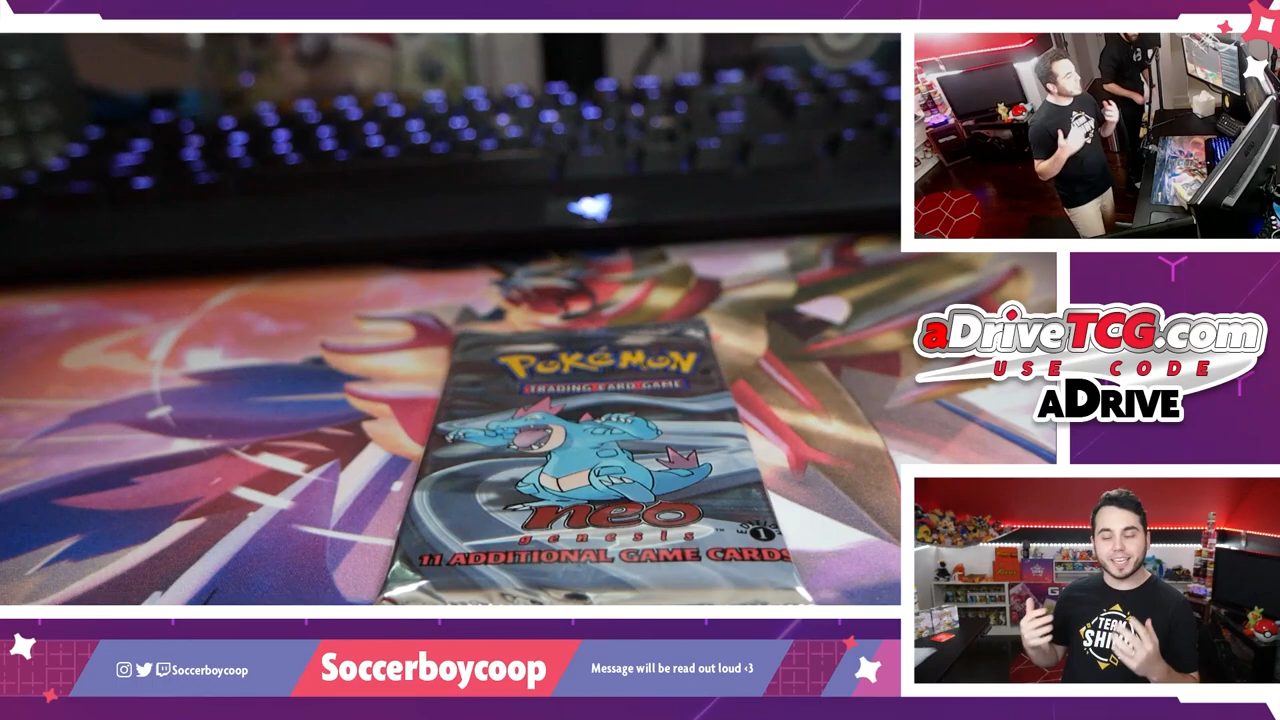 POKéMON
TRADING CARD GAME
neo
genesis
EDITION
1
11 ADDITIONAL GAME CARDS
aDriveTCG.com
USE CODE
aDRIVE
TEAM
Soccerboycoop
Soccerboycoop
Message will be read out loud <3